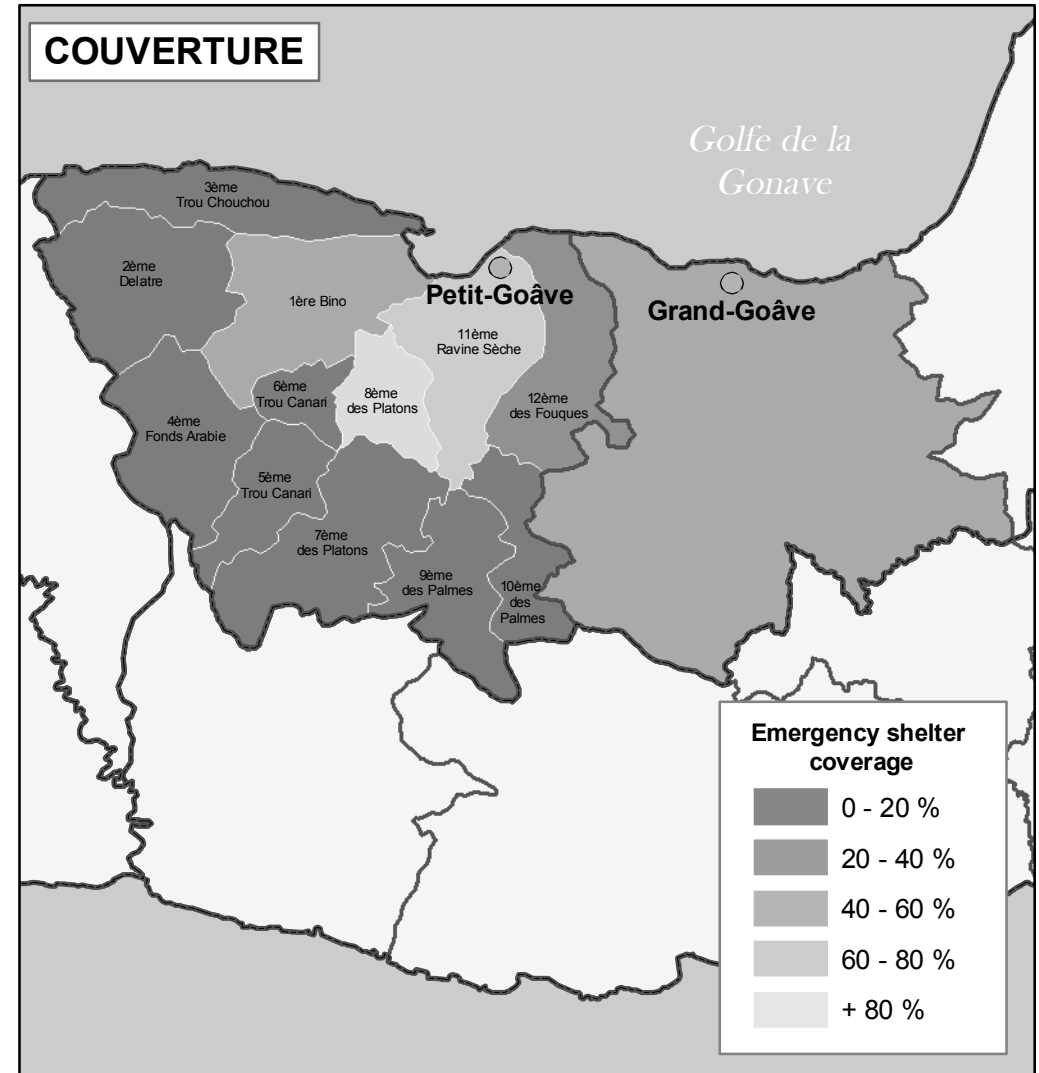 COUVERTURE
Golfe de la
Gonave
3ème
Trou Chouchou
2ème
Delatre
1ère Bino
Petit-Goâve
Grand-Goâve
11ème
Ravine Sèche
6ème
Trou Canari
8ème
des Platons
12ème
des Fouques
4ème
Fonds Arabie
5ème
Trou Canari
7ème
des Platons
9ème
des Palmes
10ème
des
Palmes
Emergency shelter
coverage
0 - 20 %
20 - 40 %
40 - 60 %
60 - 80 %
+ 80 %